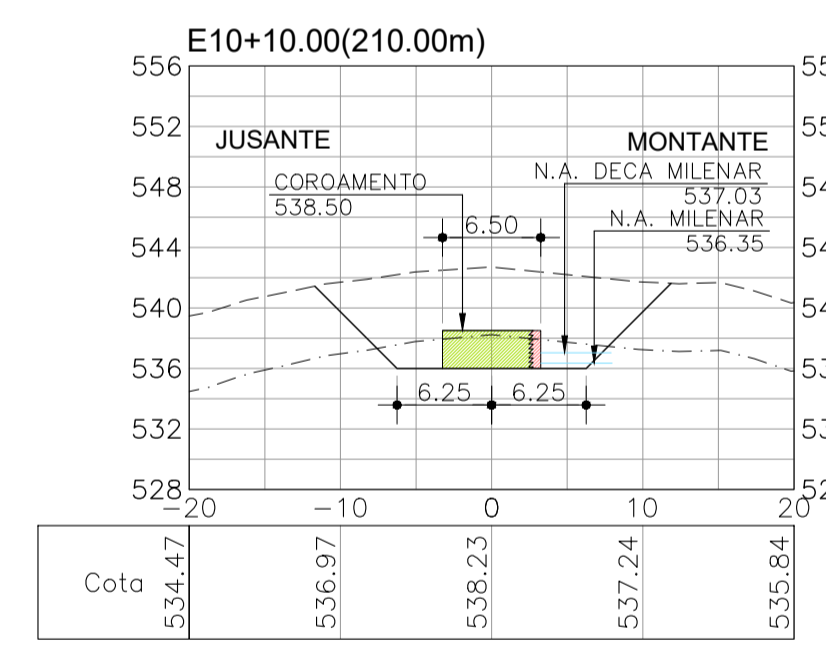 E10+10.00(210.00m)
556
552
548
544
540
536
532
528
JUSANTE
MONTANTE
COROAMENTO
538.50
N.A. DECA MILENAR
537.03
N.A. MILENAR
536.35
6.50
6.25 6.25
-20 -10 0 10 20
Cota 534.47 536.97 538.23 537.24 535.84